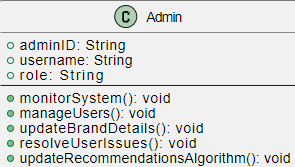 C Admin
adminID: String
username: String
role: String
monitorSystem(): void
manageUsers(): void
updateBrandDetails(): void
resolveUserIssues(): void
updateRecommendationsAlgorithm(): void